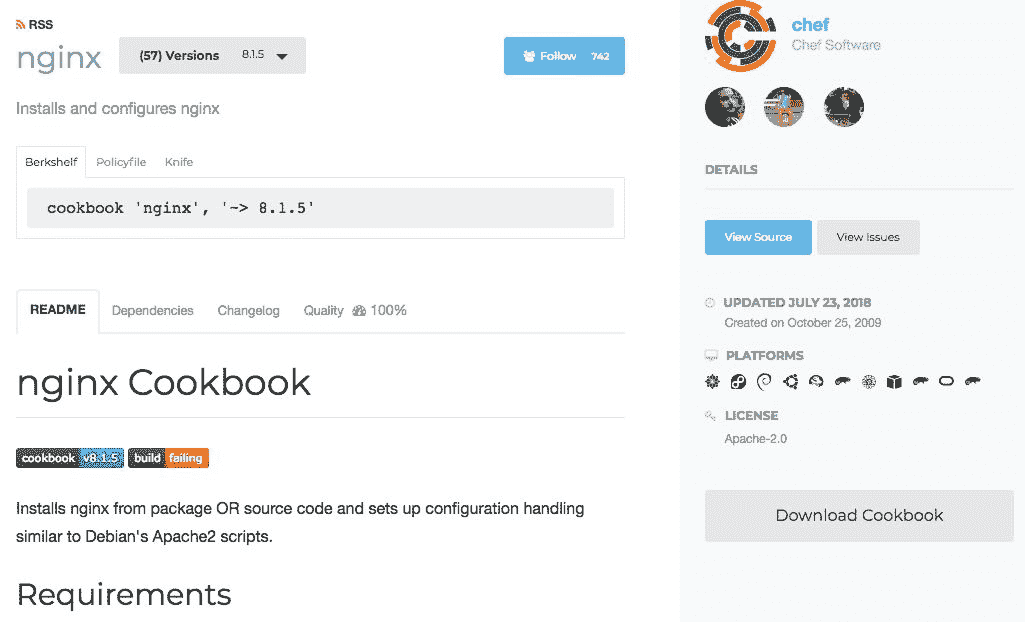 RSS
nginx
(57) Versions 8.1.5
Follow 742
Installs and configures nginx
Berkshelf Policyfile Knife
cookbook 'nginx', '~> 8.1.5'
README Dependencies Changelog Quality 100%
nginx Cookbook
cookbook v8.1.5 build failing
Installs nginx from package OR source code and sets up configuration handling
similar to Debian's Apache2 scripts.
Requirements
chef
Chef Software
DETAILS
View Source View Issues
UPDATED JULY 23, 2018
Created on October 25, 2009
PLATFORMS
LICENSE
Apache-2.0
Download Cookbook